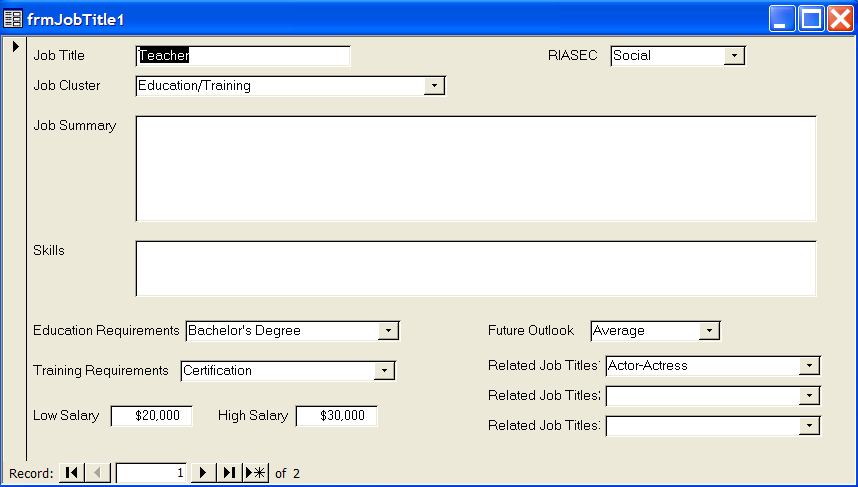 frmJobTitle1
Job Title Teacher RIASEC Social
Job Cluster Education/Training
Job Summary
Skills
Education Requirements Bachelor's Degree Future Outlook Average
Training Requirements Certification Related Job Titles Actor-Actress
Related Job Titles
Low Salary $20,000 High Salary $30,000
Related Job Titles
Record: 1 of 2